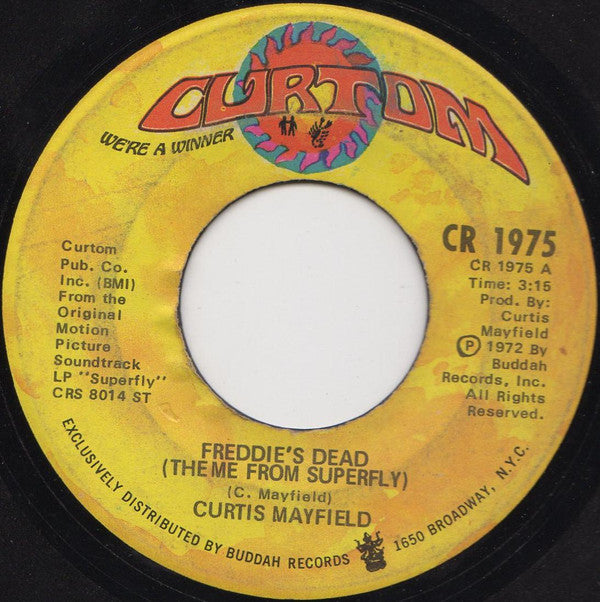 CURTOM
WE'RE A WINNER
CR 1975
CR 1975 A
Time: 3:15
Prod. By:
Curtis
Mayfield
Ⓟ 1972 By
Buddah
Records, Inc.
All Rights
Reserved.
Curtom
Pub. Co.
Inc. (BMI)
From the
Original
Motion
Picture
Soundtrack
LP "Superfly"
CRS 8014 ST
FREDDIE'S DEAD
(THEME FROM SUPERFLY)
(C. Mayfield)
CURTIS MAYFIELD
EXCLUSIVELY DISTRIBUTED BY BUDDAH RECORDS 1650 BROADWAY, N.Y.C.